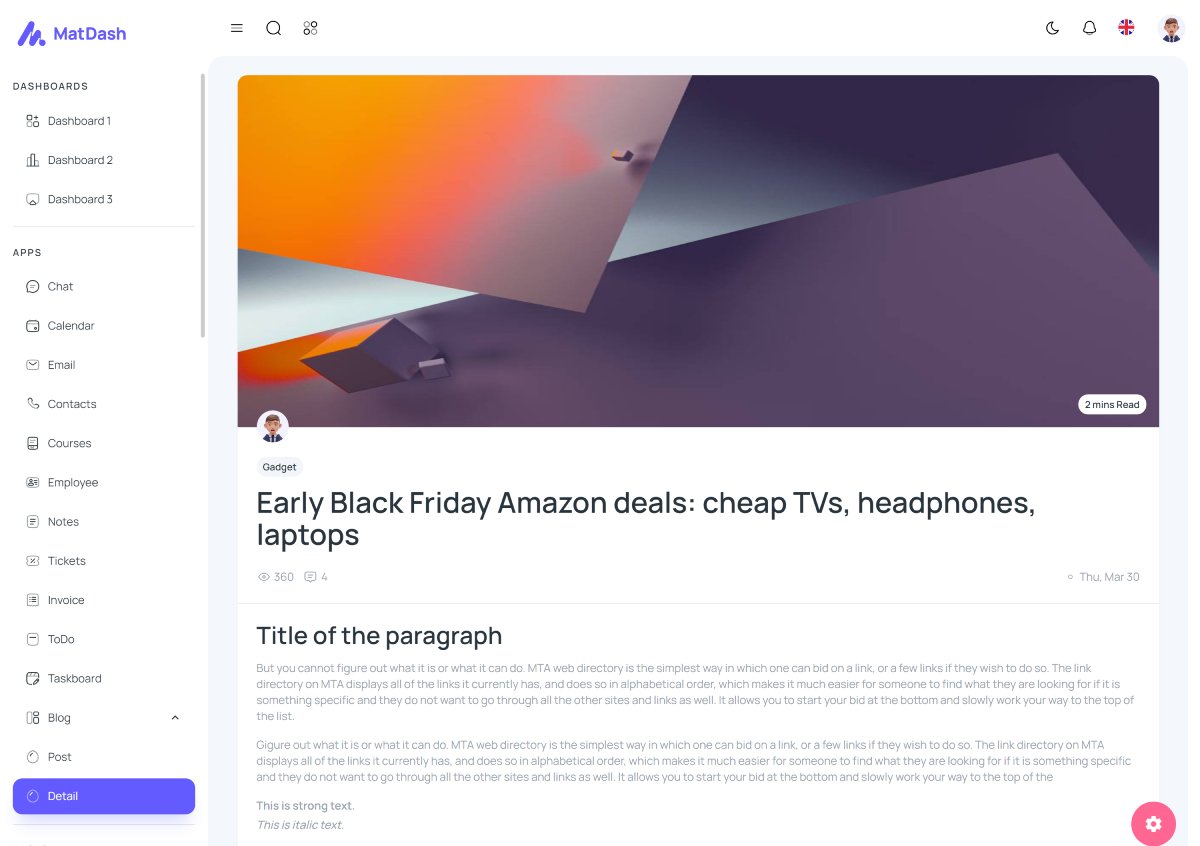 MatDash
DASHBOARDS
Dashboard 1
Dashboard 2
Dashboard 3
APPS
Chat
Calendar
Email
Contacts
Courses
Employee
Notes
Tickets
Invoice
ToDo
Taskboard
Blog
Post
Detail
2 mins Read
Gadget
Early Black Friday Amazon deals: cheap TVs, headphones,
laptops
360 4 Thu, Mar 30
Title of the paragraph
But you cannot figure out what it is or what it can do. MTA web directory is the simplest way in which one can bid on a link, or a few links if they wish to do so. The link
directory on MTA displays all of the links it currently has, and does so in alphabetical order, which makes it much easier for someone to find what they are looking for if it is
something specific and they do not want to go through all the other sites and links as well. It allows you to start your bid at the bottom and slowly work your way to the top of
the list.
Gigure out what it is or what it can do. MTA web directory is the simplest way in which one can bid on a link, or a few links if they wish to do so. The link directory on MTA
displays all of the links it currently has, and does so in alphabetical order, which makes it much easier for someone to find what they are looking for if it is something specific
and they do not want to go through all the other sites and links as well. It allows you to start your bid at the bottom and slowly work your way to the top of the
This is strong text.
This is italic text.